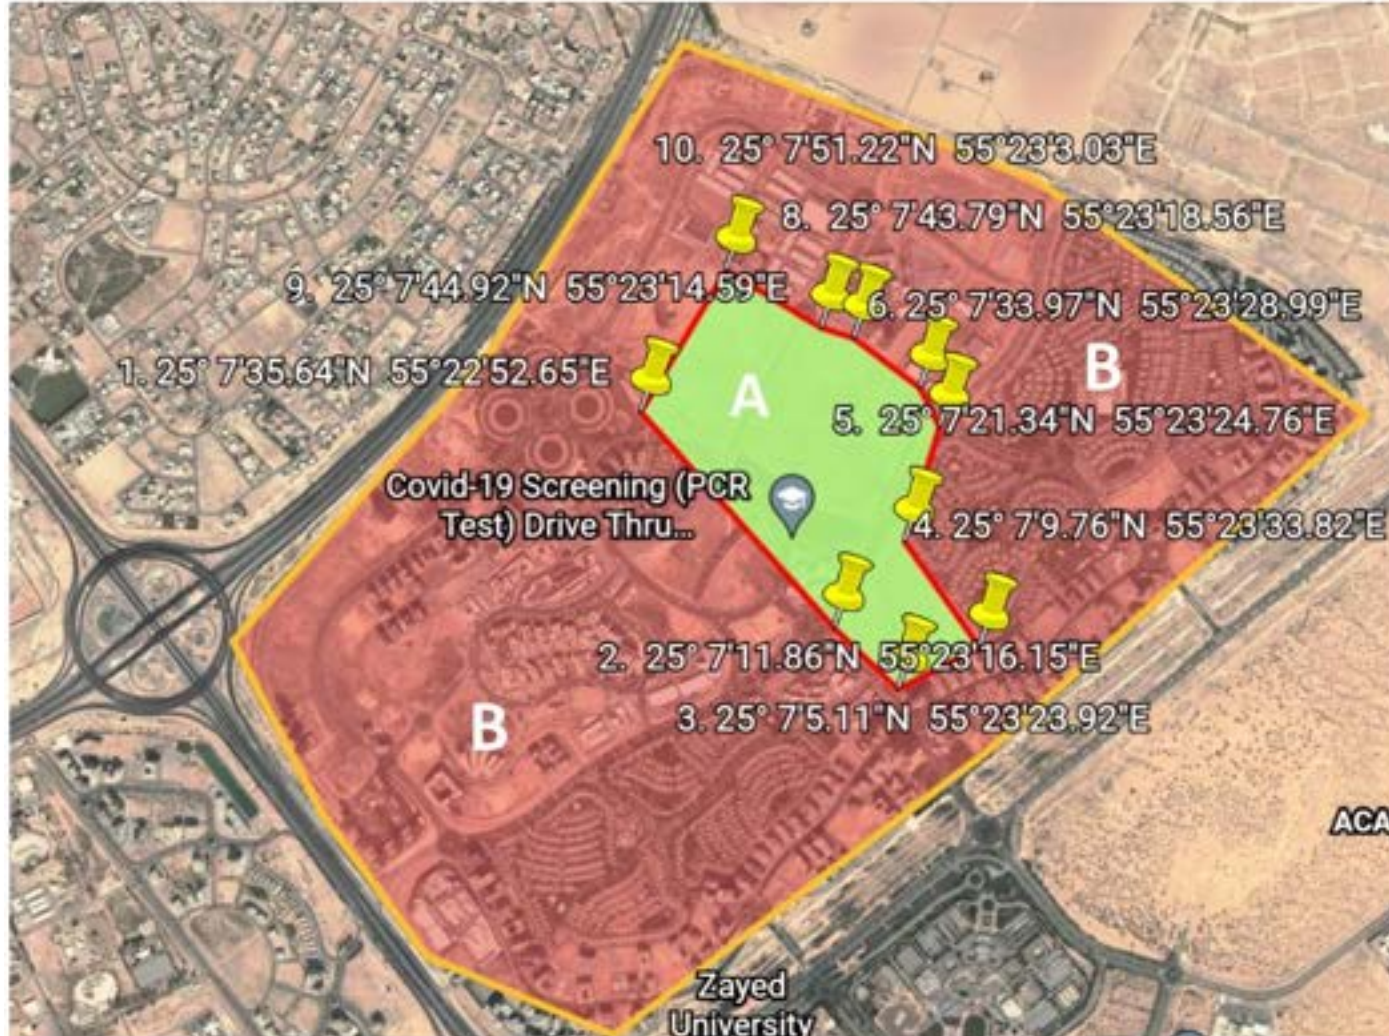 10. 25° 7'51.22"N 55°23'3.03"E
8. 25° 7'43.79"N 55°23'18.56"E
9. 25° 7'44.92"N 55°23'14.59"E
6. 25° 7'33.97"N 55°23'28.99"E
1. 25° 7'35.64"N 55°22'52.65"E
B
A
5. 25° 7'21.34"N 55°23'24.76"E
Covid-19 Screening (PCR
Test) Drive Thru...
4. 25° 7'9.76"N 55°23'33.82"E
2. 25° 7'11.86"N 55°23'16.15"E
3. 25° 7'5.11"N 55°23'23.92"E
B
ACA
Zayed
University